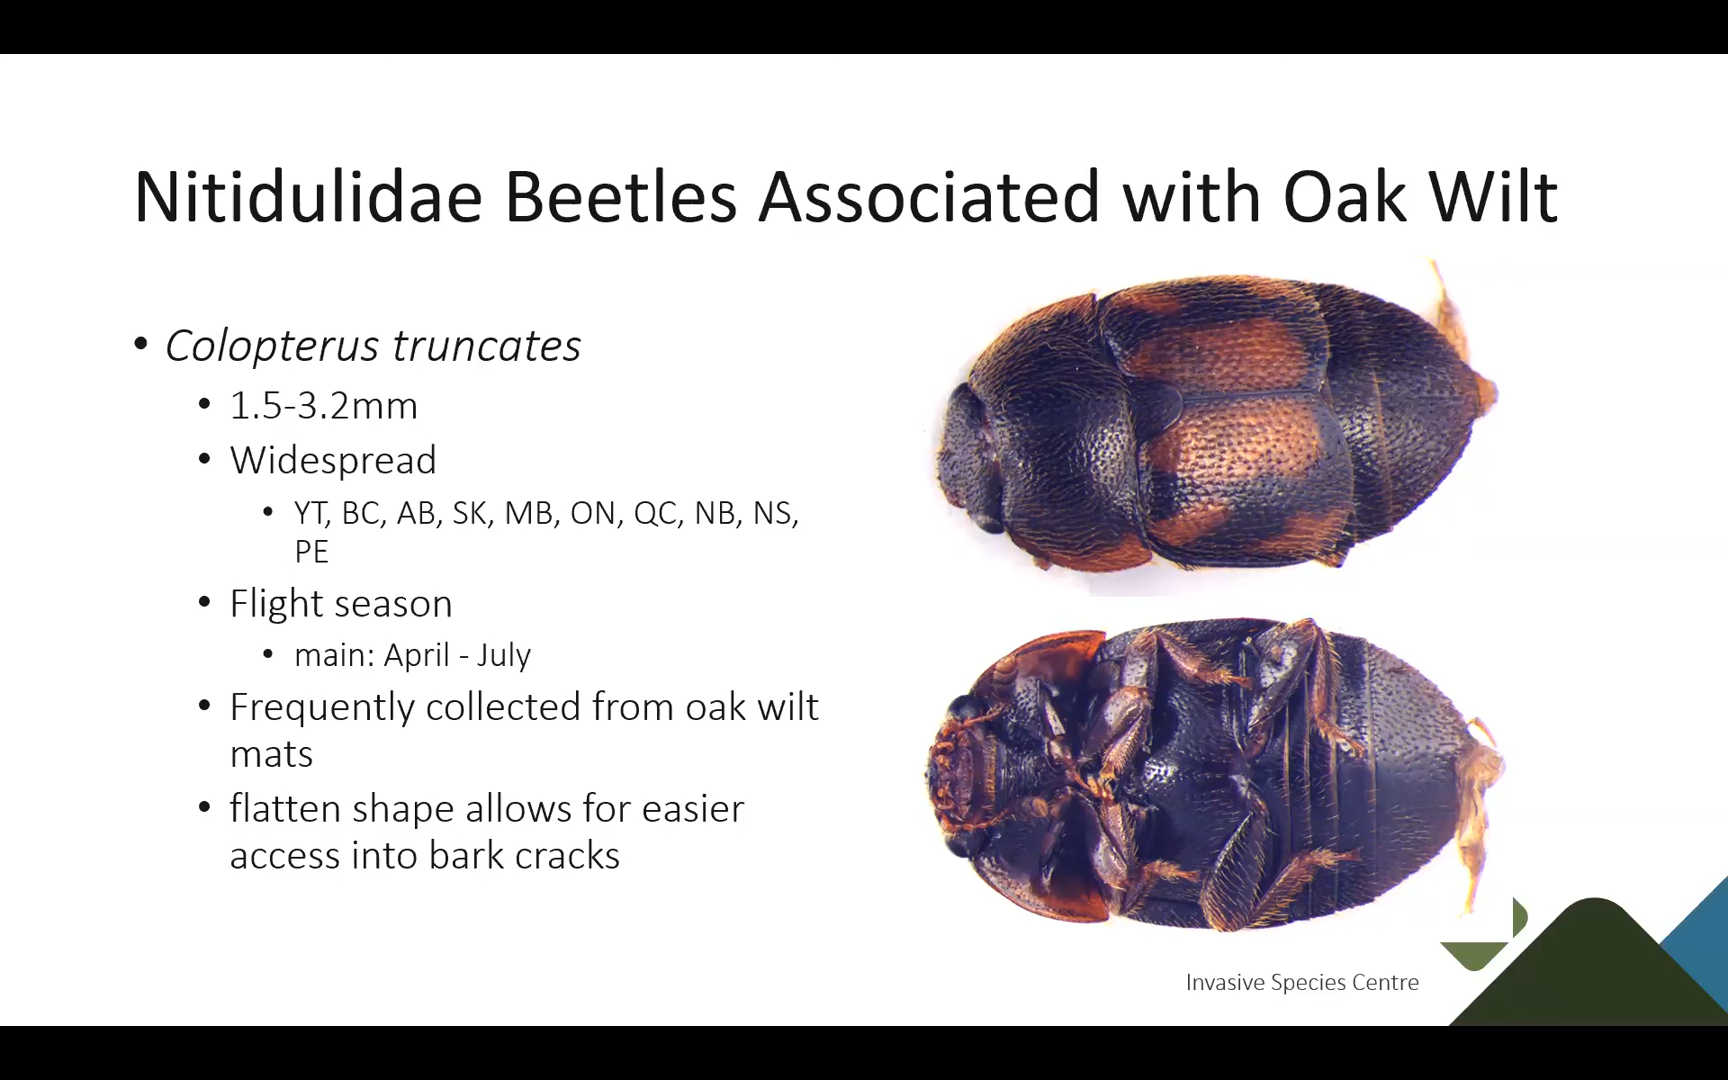 Nitidulidae Beetles Associated with Oak Wilt
• Colopterus truncates
• 1.5-3.2mm
• Widespread
• YT, BC, AB, SK, MB, ON, QC, NB, NS,
PE
• Flight season
• main: April - July
• Frequently collected from oak wilt
mats
• flatten shape allows for easier
access into bark cracks
Invasive Species Centre